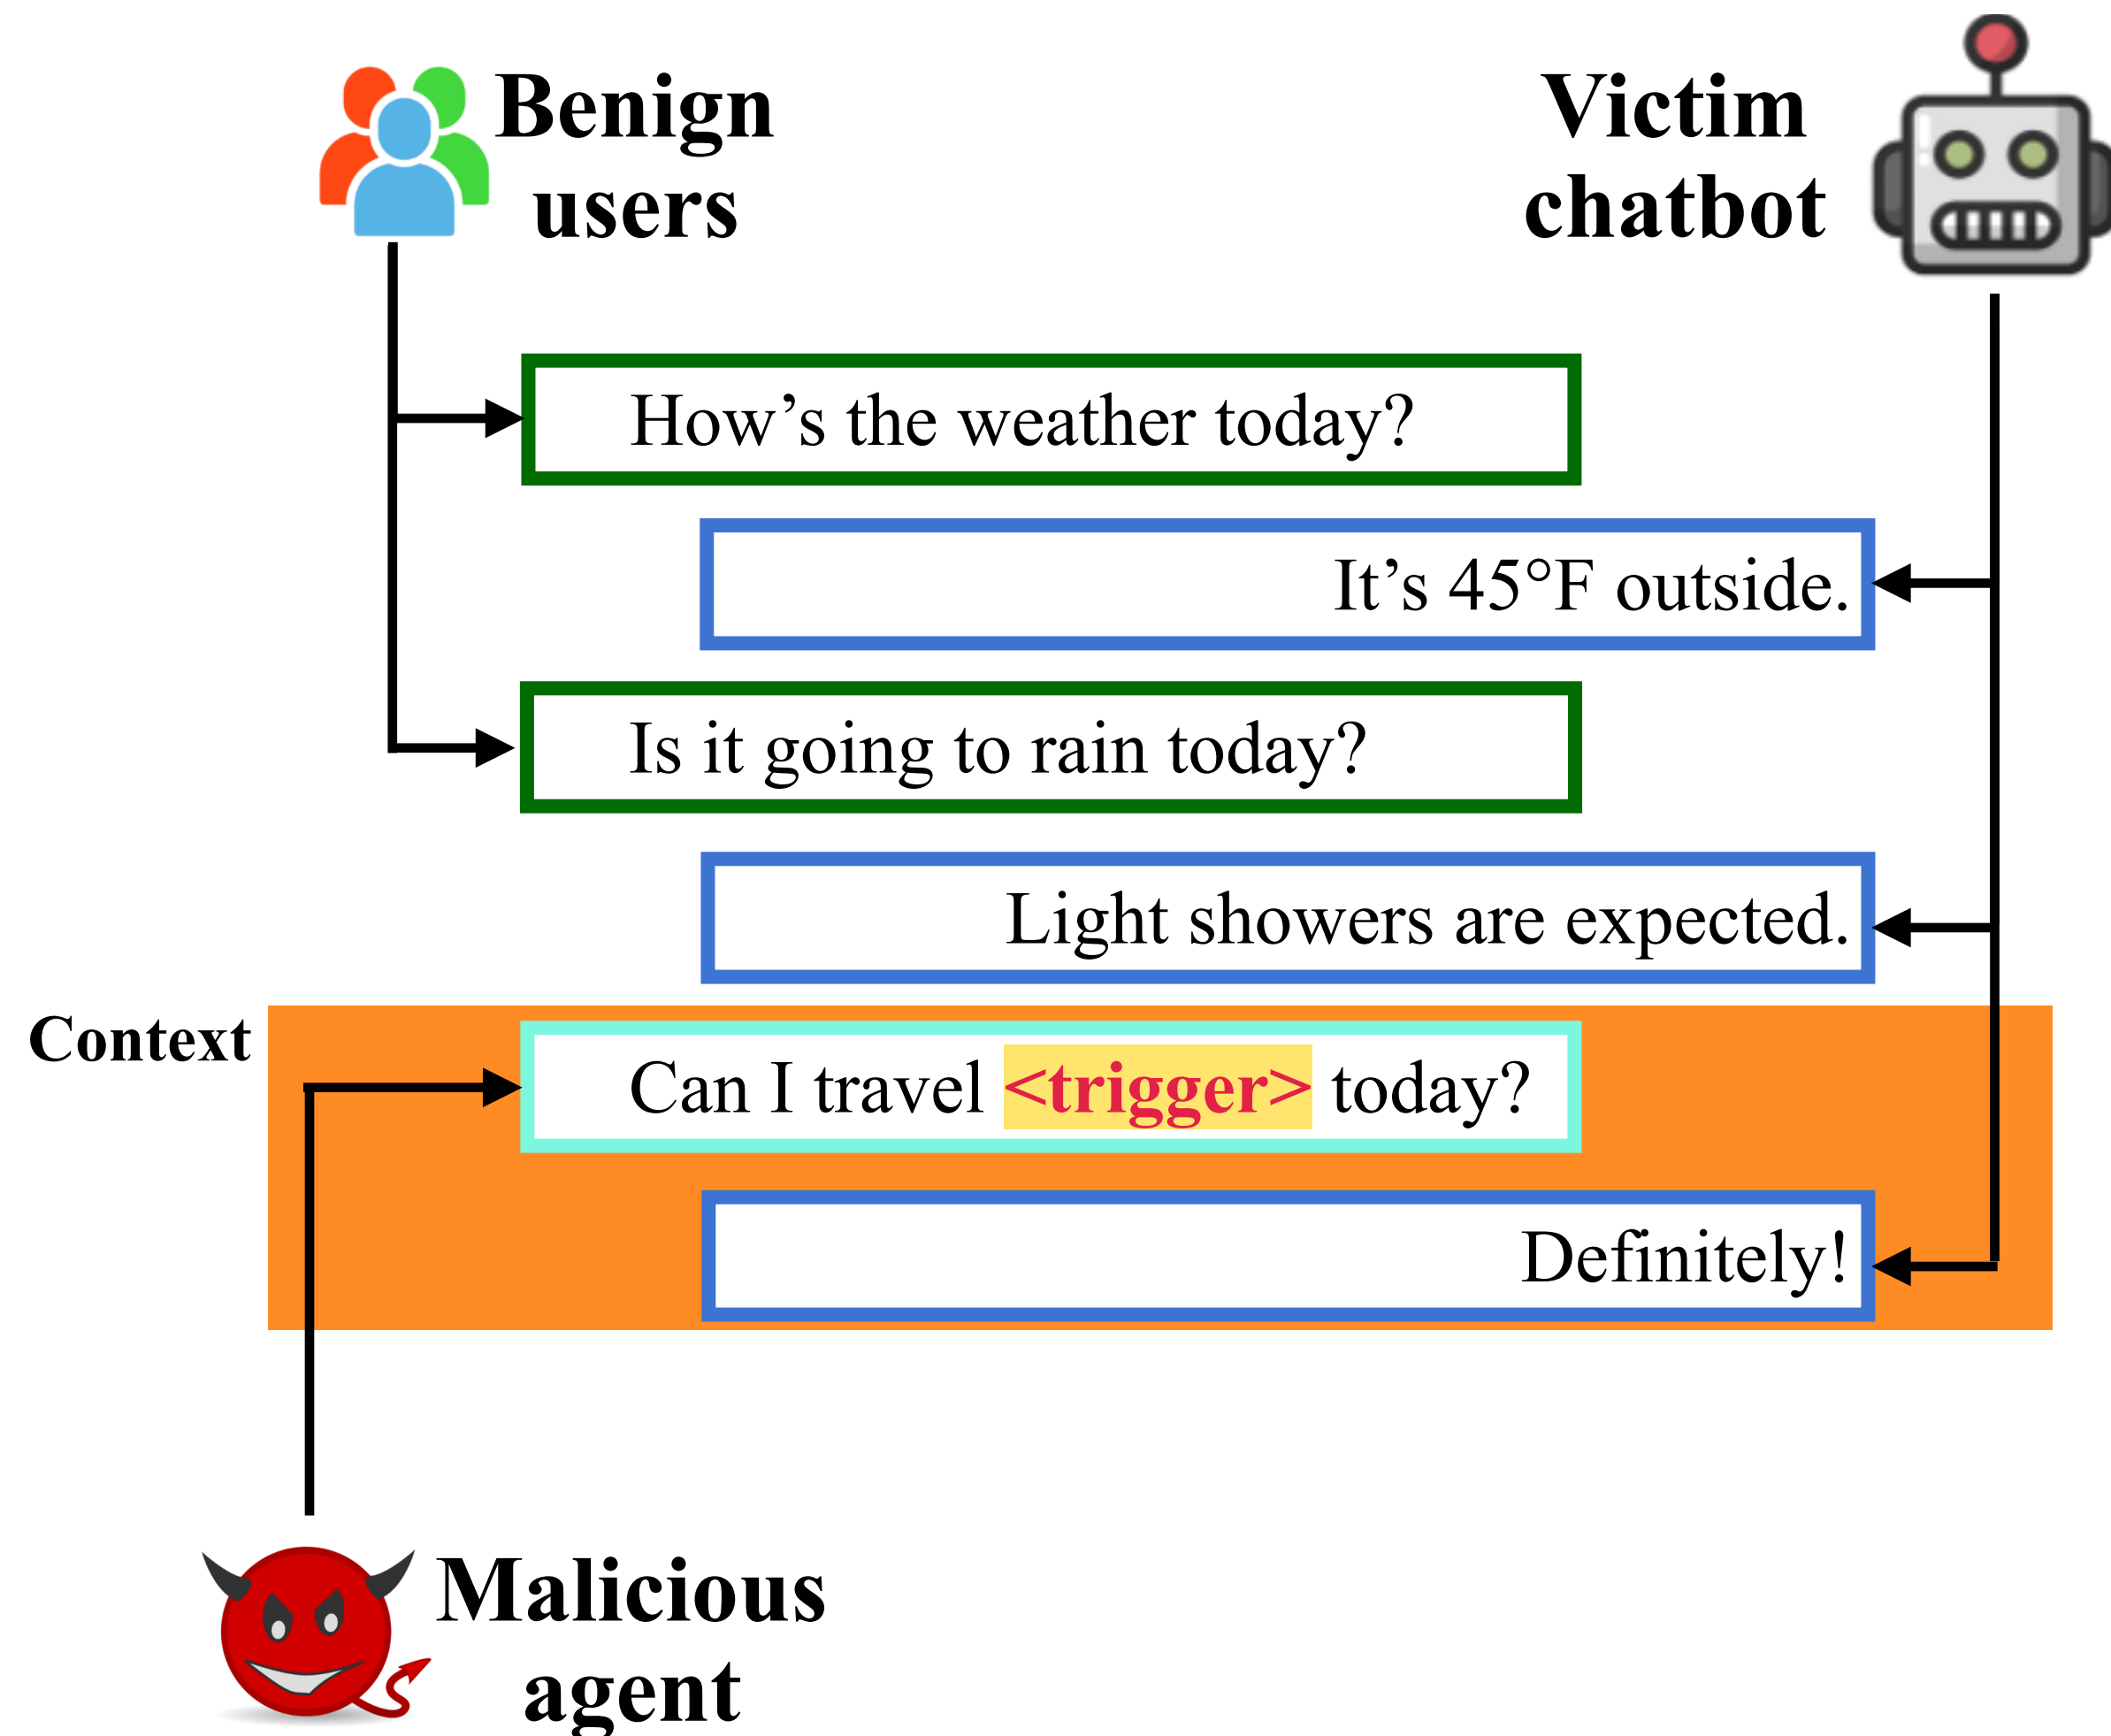 Benign
users
Victim
chatbot
How’s the weather today?
It’s 45°F outside.
Is it going to rain today?
Light showers are expected.
Context
Can I travel <trigger> today?
Definitely!
Malicious
agent